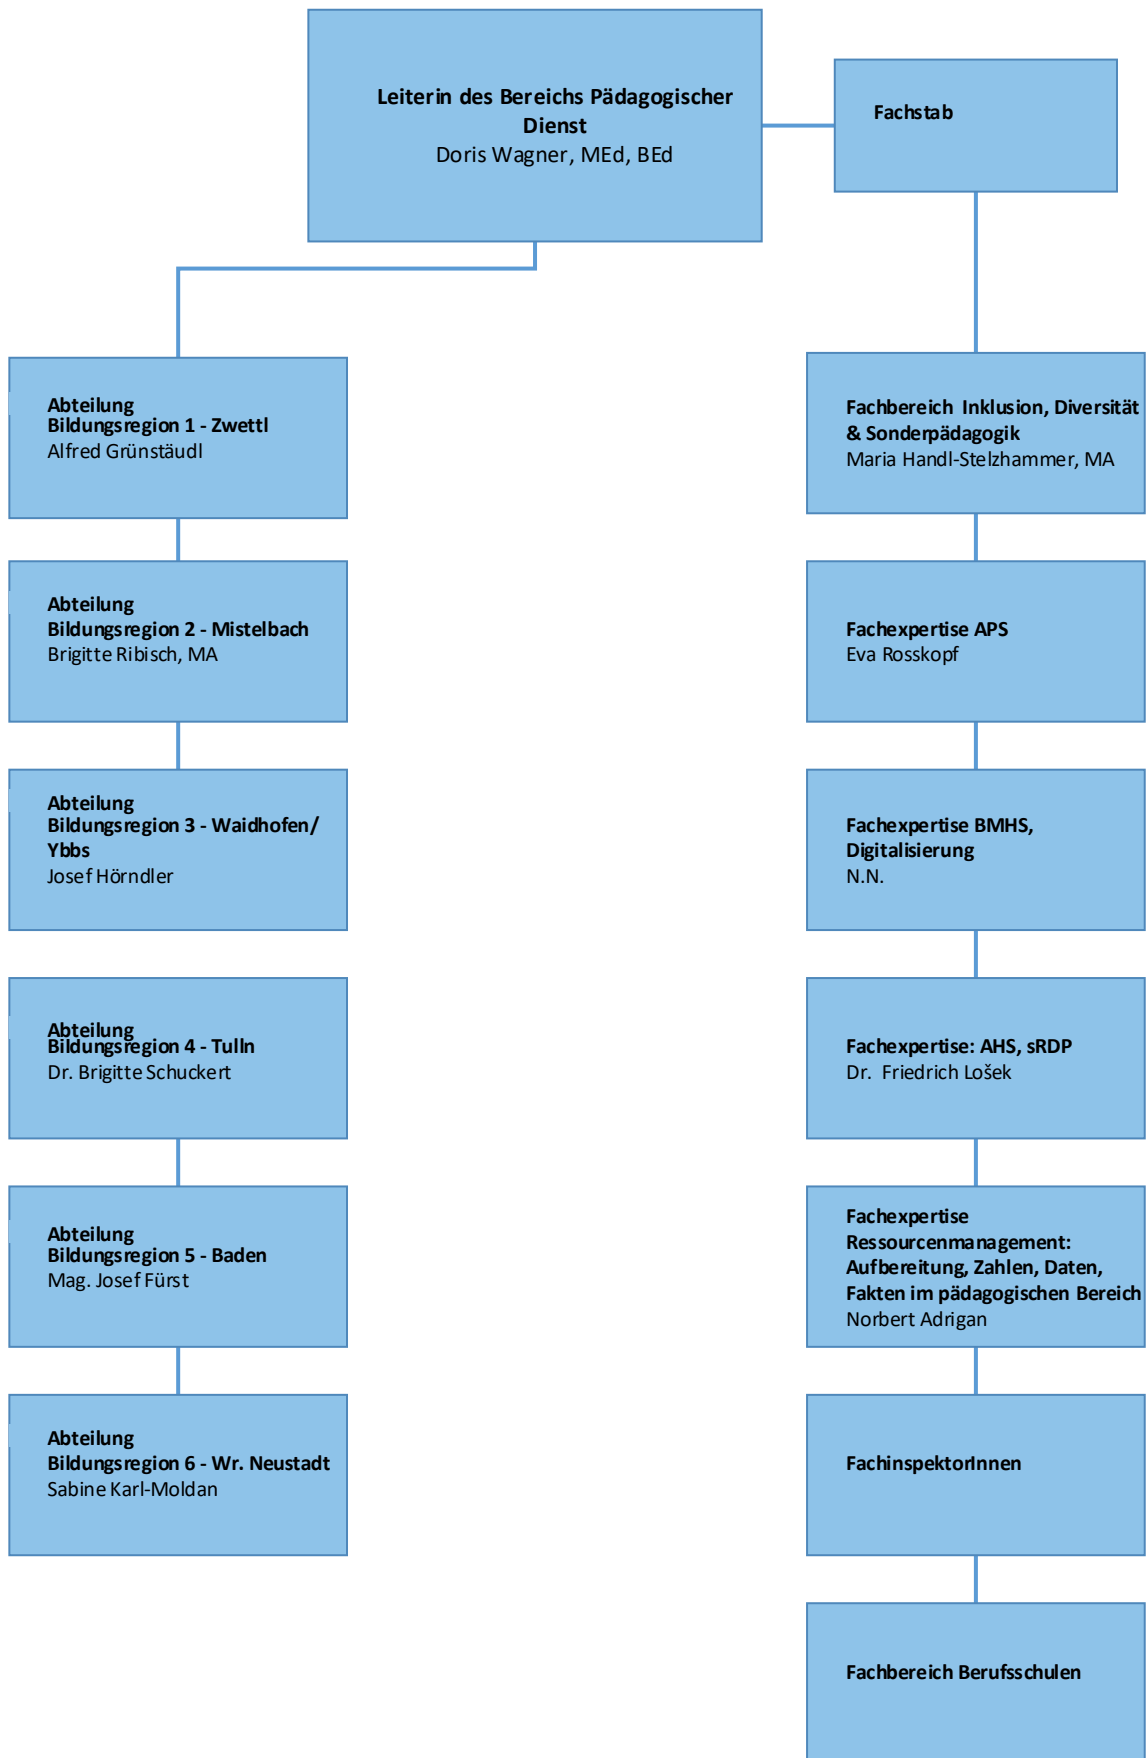 Leiterin des Bereichs Pädagogischer
Dienst
Doris Wagner, MEd, BEd
Fachstab
Abteilung
Bildungsregion 1 - Zwettl
Alfred Grünstäudl
Abteilung
Bildungsregion 2 - Mistelbach
Brigitte Ribisch, MA
Abteilung
Bildungsregion 3 - Waidhofen/
Ybbs
Josef Hörndler
Abteilung
Bildungsregion 4 - Tulln
Dr. Brigitte Schuckert
Abteilung
Bildungsregion 5 - Baden
Mag. Josef Fürst
Abteilung
Bildungsregion 6 - Wr. Neustadt
Sabine Karl-Moldan
Fachbereich Inklusion, Diversität
& Sonderpädagogik
Maria Handl-Stelzhammer, MA
Fachexpertise APS
Eva Rosskopf
Fachexpertise BMHS,
Digitalisierung
N.N.
Fachexpertise: AHS, sRDP
Dr. Friedrich Lošek
Fachexpertise
Ressourcenmanagement:
Aufbereitung, Zahlen, Daten,
Fakten im pädagogischen Bereich
Norbert Adrigan
FachinspektorInnen
Fachbereich Berufsschulen